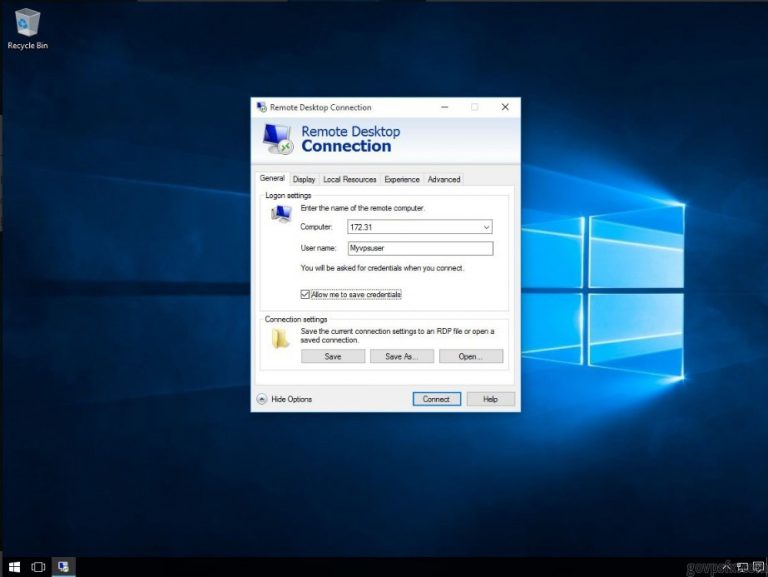 Recycle Bin
Remote Desktop Connection
Remote Desktop
Connection
General Display Local Resources Experience Advanced
Logon settings
Enter the name of the remote computer.
Computer: 172.31
User name: Myvpsuser
You will be asked for credentials when you connect.
Allow me to save credentials
Connection settings
Save the current connection settings to an RDP file or open a
saved connection.
Save Save As... Open...
Hide Options Connect Help